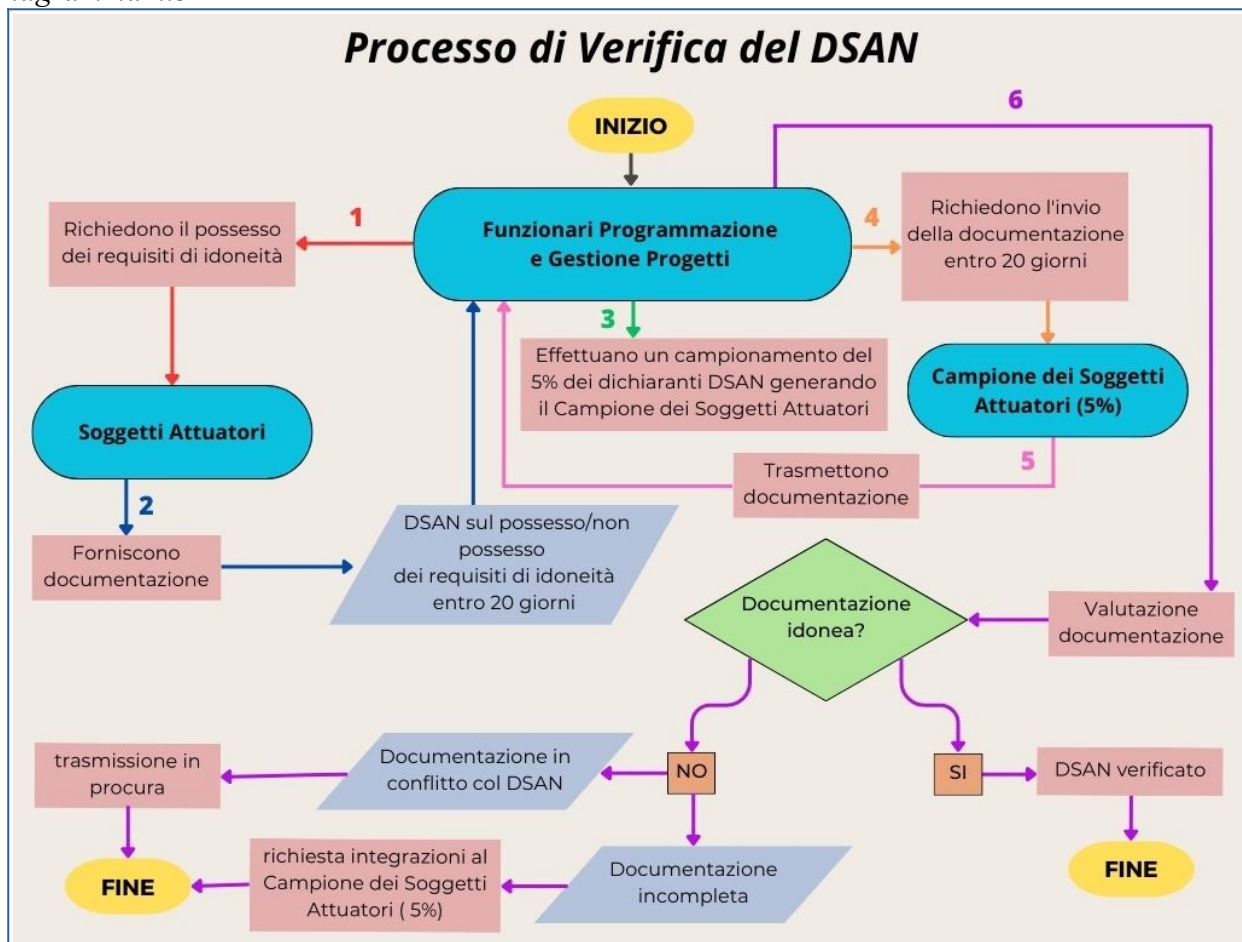 Processo di Verifica del DSAN
6
INIZIO
Richiedono il possesso
dei requisiti di idoneità
1
Funzionari Programmazione
e Gestione Progetti
4
Richiedono l'invio
della documentazione
entro 20 giorni
3
Effettuano un campionamento del
5% dei dichiaranti DSAN generando
il Campione dei Soggetti Attuatori
Campione dei Soggetti
Attuatori (5%)
Soggetti Attuatori
5
Trasmettono
documentazione
2
Forniscono
documentazione
DSAN sul possesso/non
possesso
dei requisiti di idoneità
entro 20 giorni
Documentazione
idonea?
Valutazione
documentazione
trasmissione in
procura
Documentazione in
conflitto col DSAN
NO
SI
DSAN verificato
FINE
richiesta integrazioni al
Campione dei Soggetti
Attuatori ( 5%)
Documentazione
incompleta
FINE